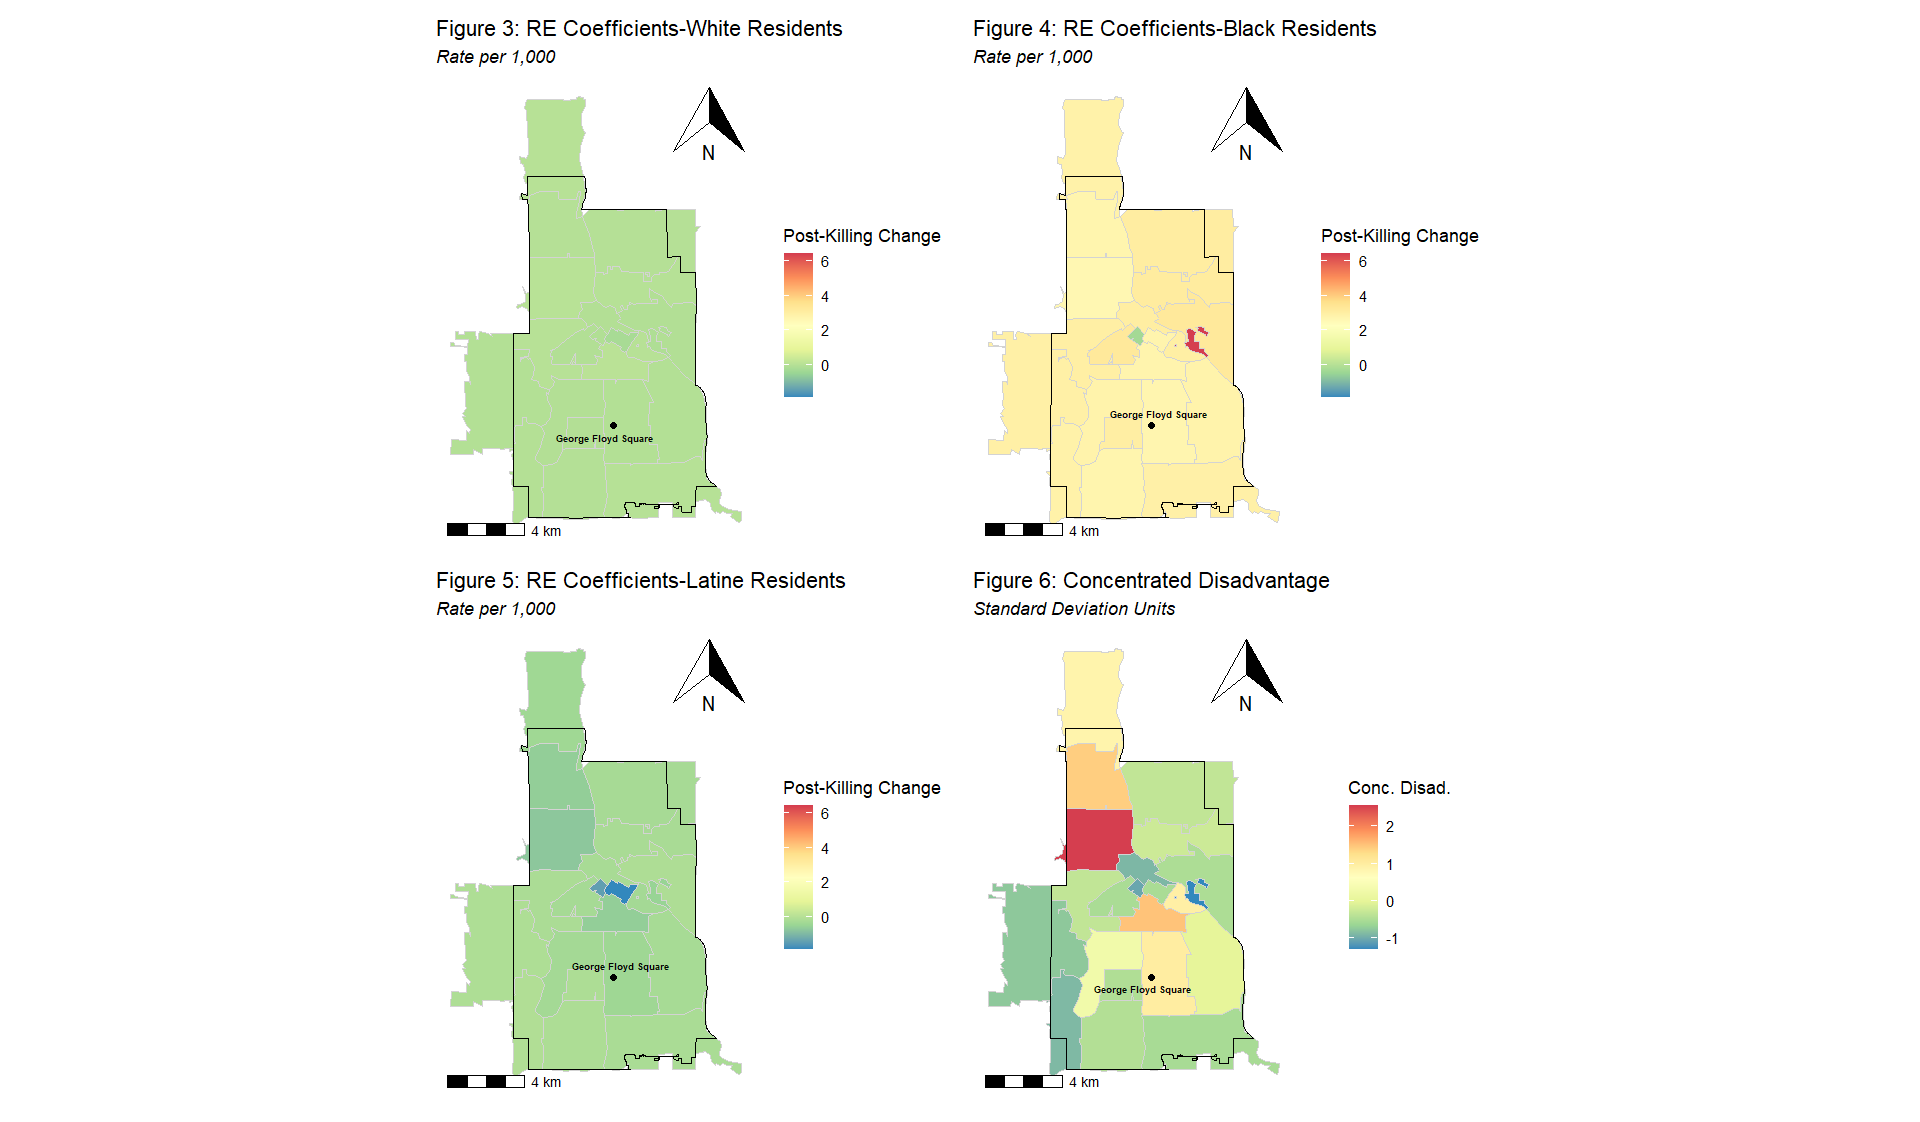 Figure 3: RE Coefficients-White Residents
Rate per 1,000
N
Post-Killing Change
6
4
2
0
George Floyd Square
4 km
Figure 4: RE Coefficients-Black Residents
Rate per 1,000
N
Post-Killing Change
6
4
2
0
George Floyd Square
4 km
Figure 5: RE Coefficients-Latine Residents
Rate per 1,000
N
Post-Killing Change
6
4
2
0
George Floyd Square
4 km
Figure 6: Concentrated Disadvantage
Standard Deviation Units
N
Conc. Disad.
2
1
0
-1
George Floyd Square
4 km